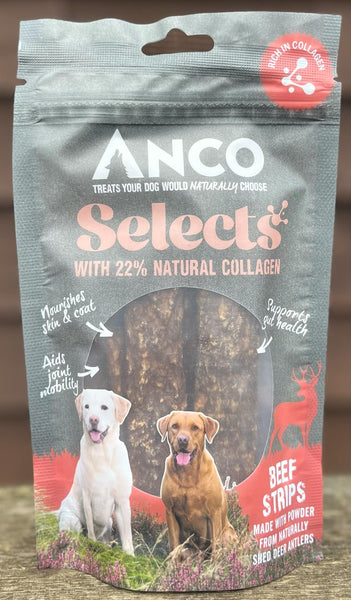 RICH IN COLLAGEN
ANCO
TREATS YOUR DOG WOULD NATURALLY CHOOSE
Selects
WITH 22% NATURAL COLLAGEN
Nourishes
skin & coat
Supports
gut health
Aids
joint
mobility
BEEF
STRIPS
MADE WITH POWDER
FROM NATURALLY
SHED DEER ANTLERS